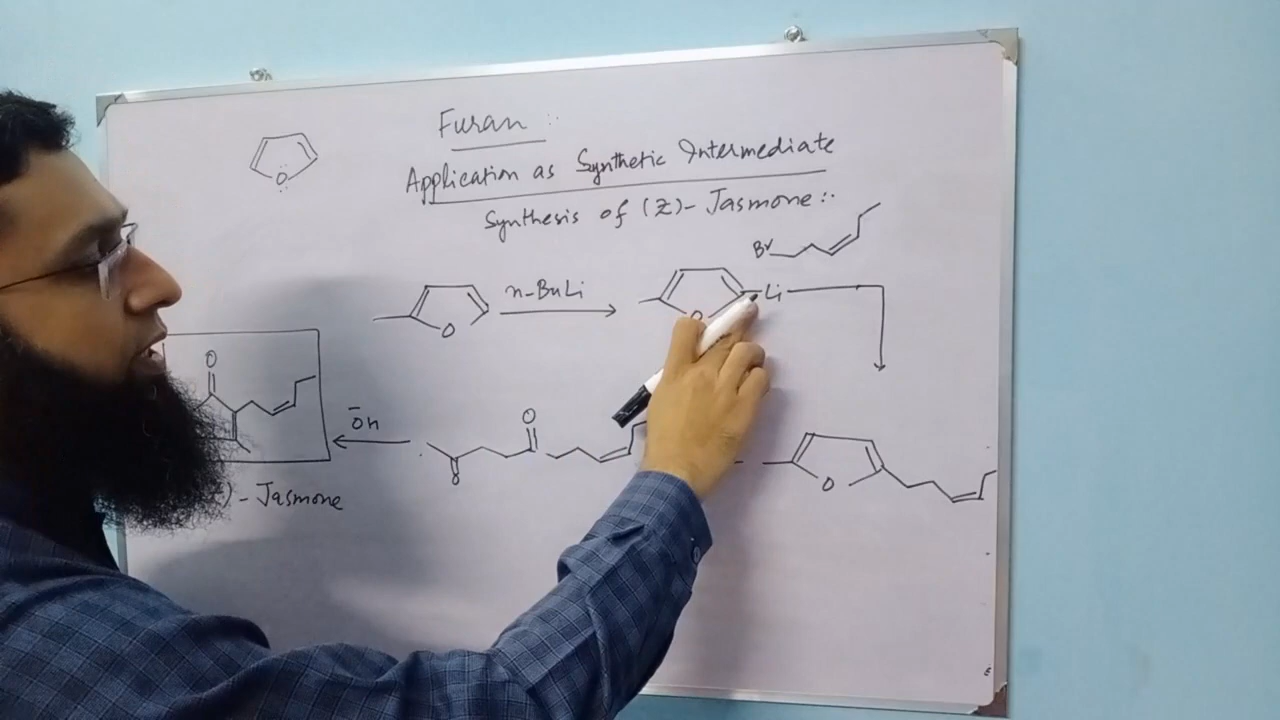 Furan :
O
Application as Synthetic Intermediate
Synthesis of (Z)- Jasmone :-
Br
n-BuLi
Li
O
O
O
ōH
O
O
O
)- Jasmone